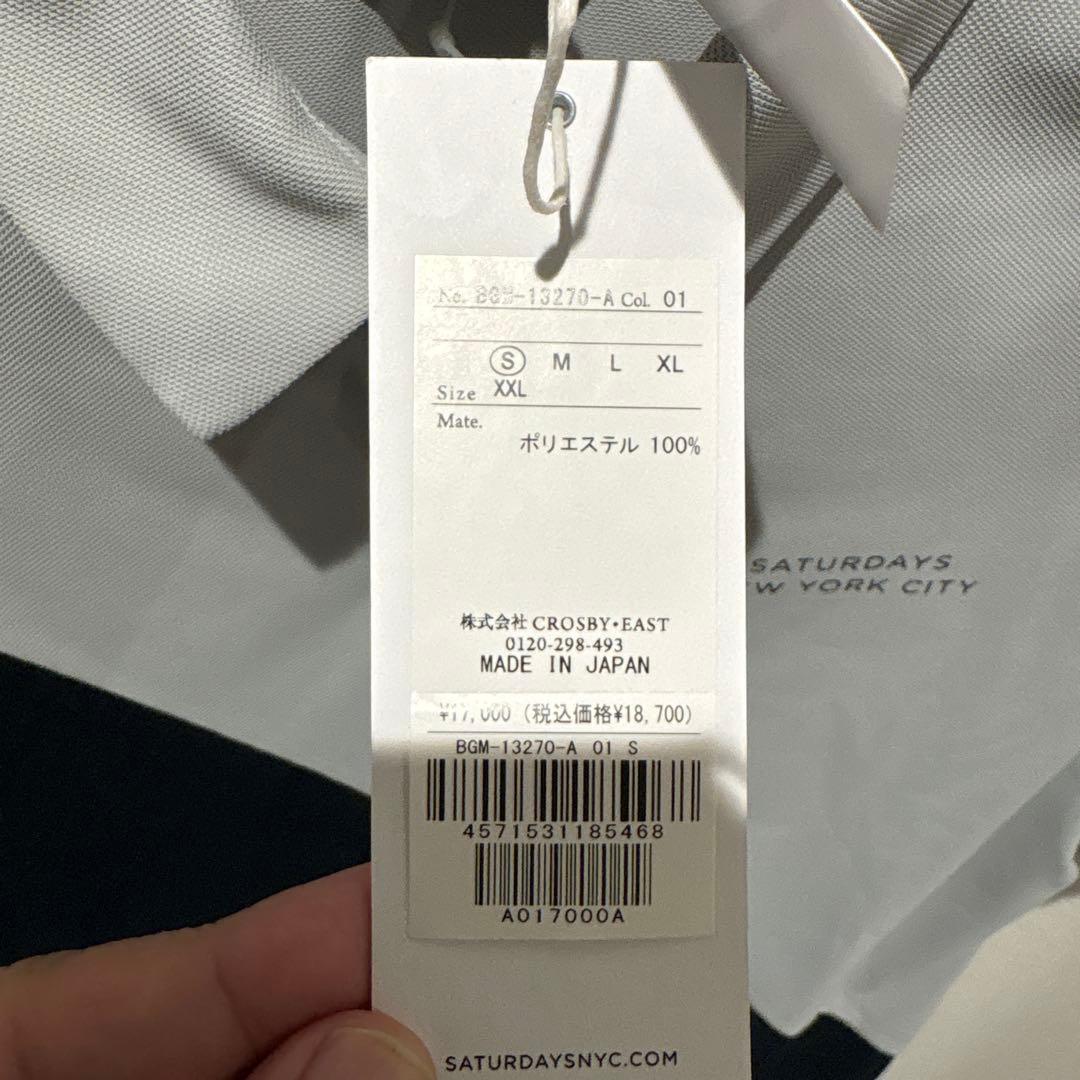 No. BGM-13270-A Col. 01
S M L XL
Size XXL
Mate.
ポリエステル 100%
株式会社 CROSBY・EAST
0120-298-493
MADE IN JAPAN
¥17,000 (税込価格¥18,700)
BGM-13270-A 01 S
4571531185468
A017000A
SATURDAYSNYC.COM
SATURDAYS
W YORK CITY